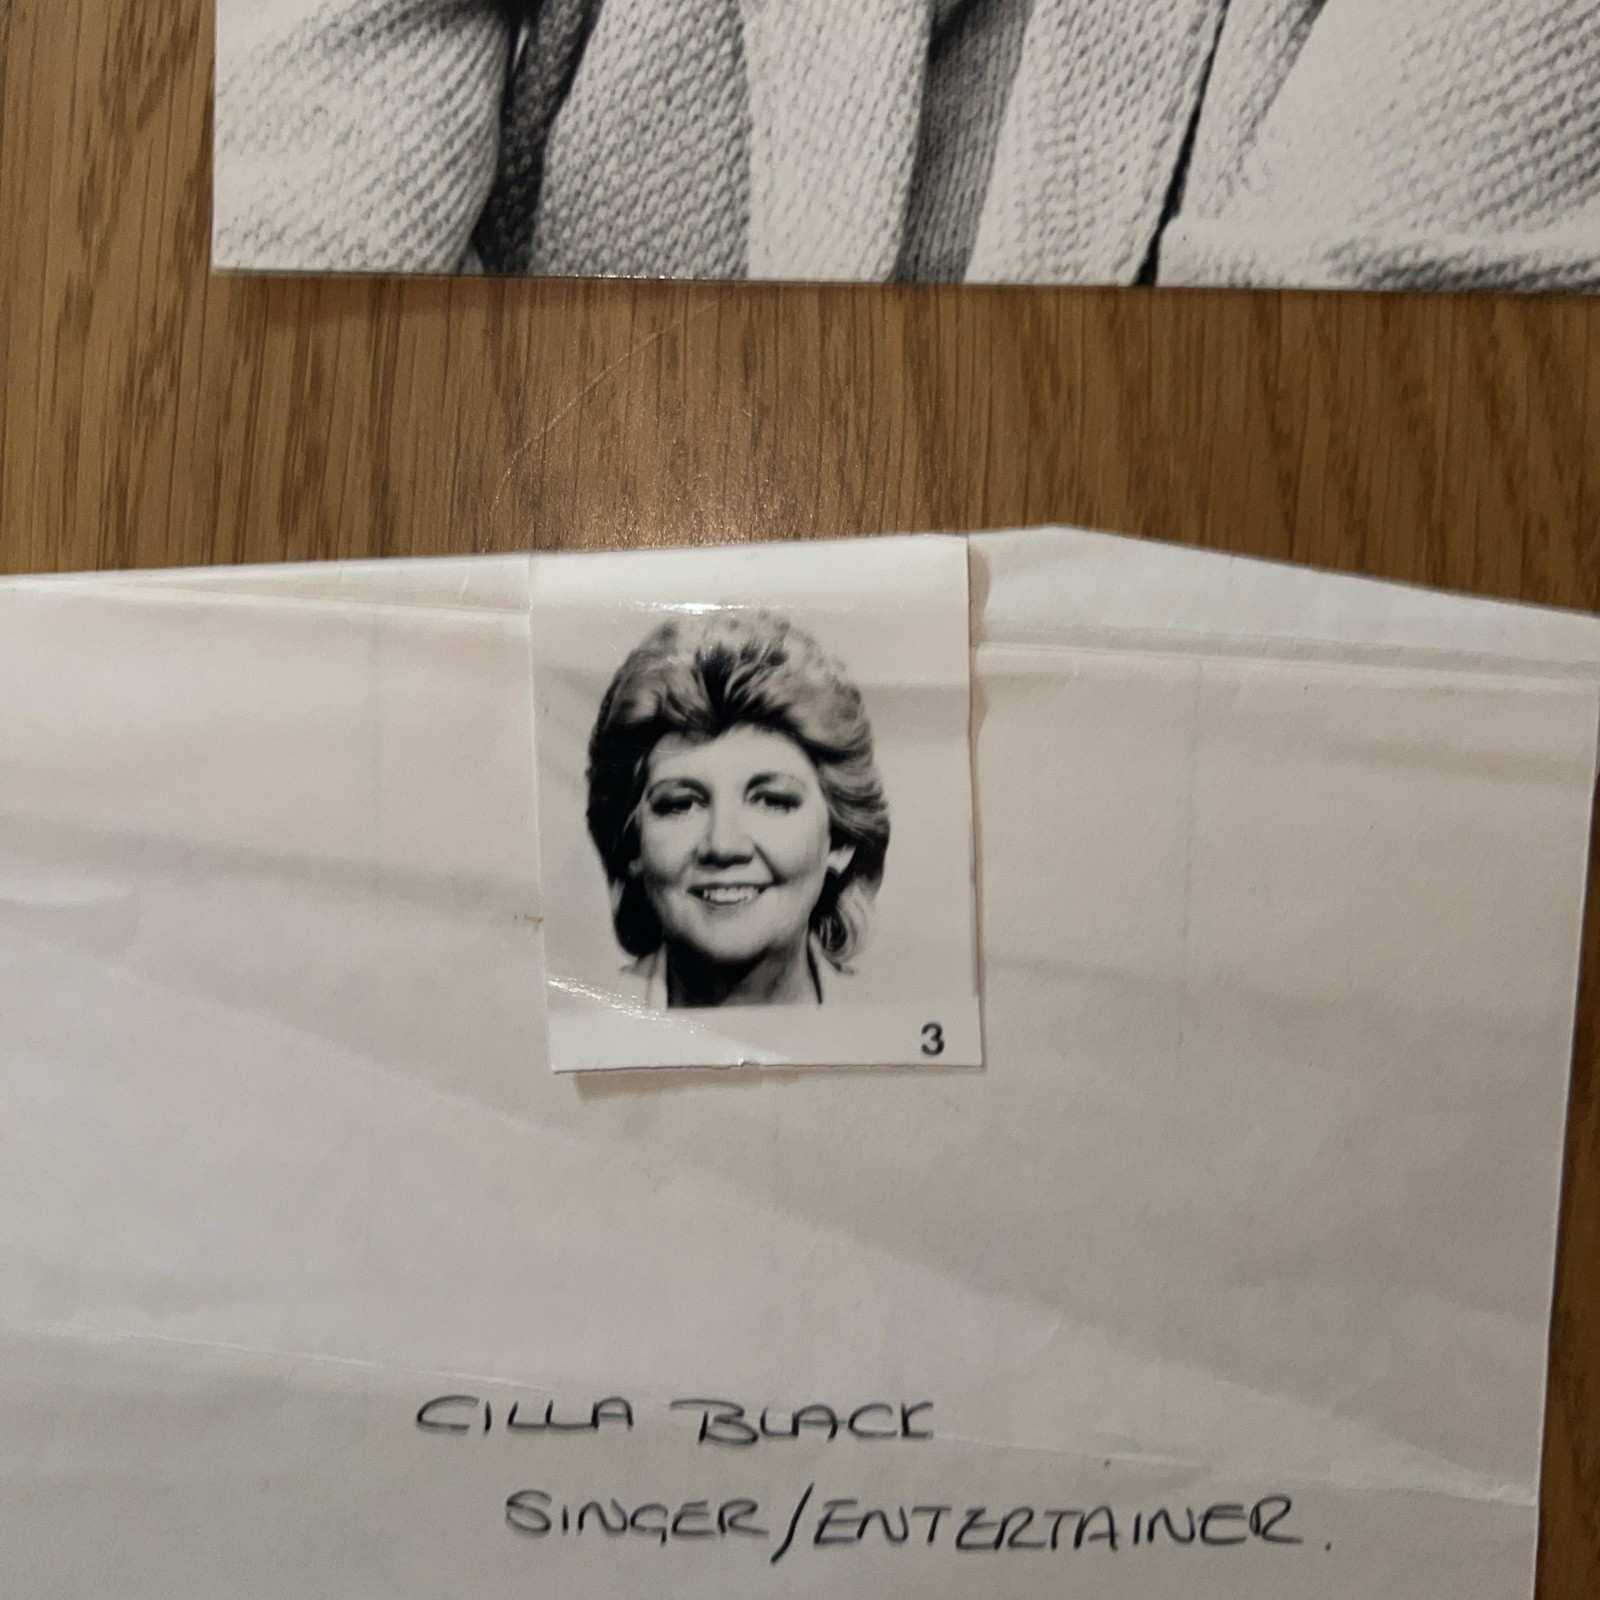 3
CILLA BLACK
SINGER/ENTERTAINER.